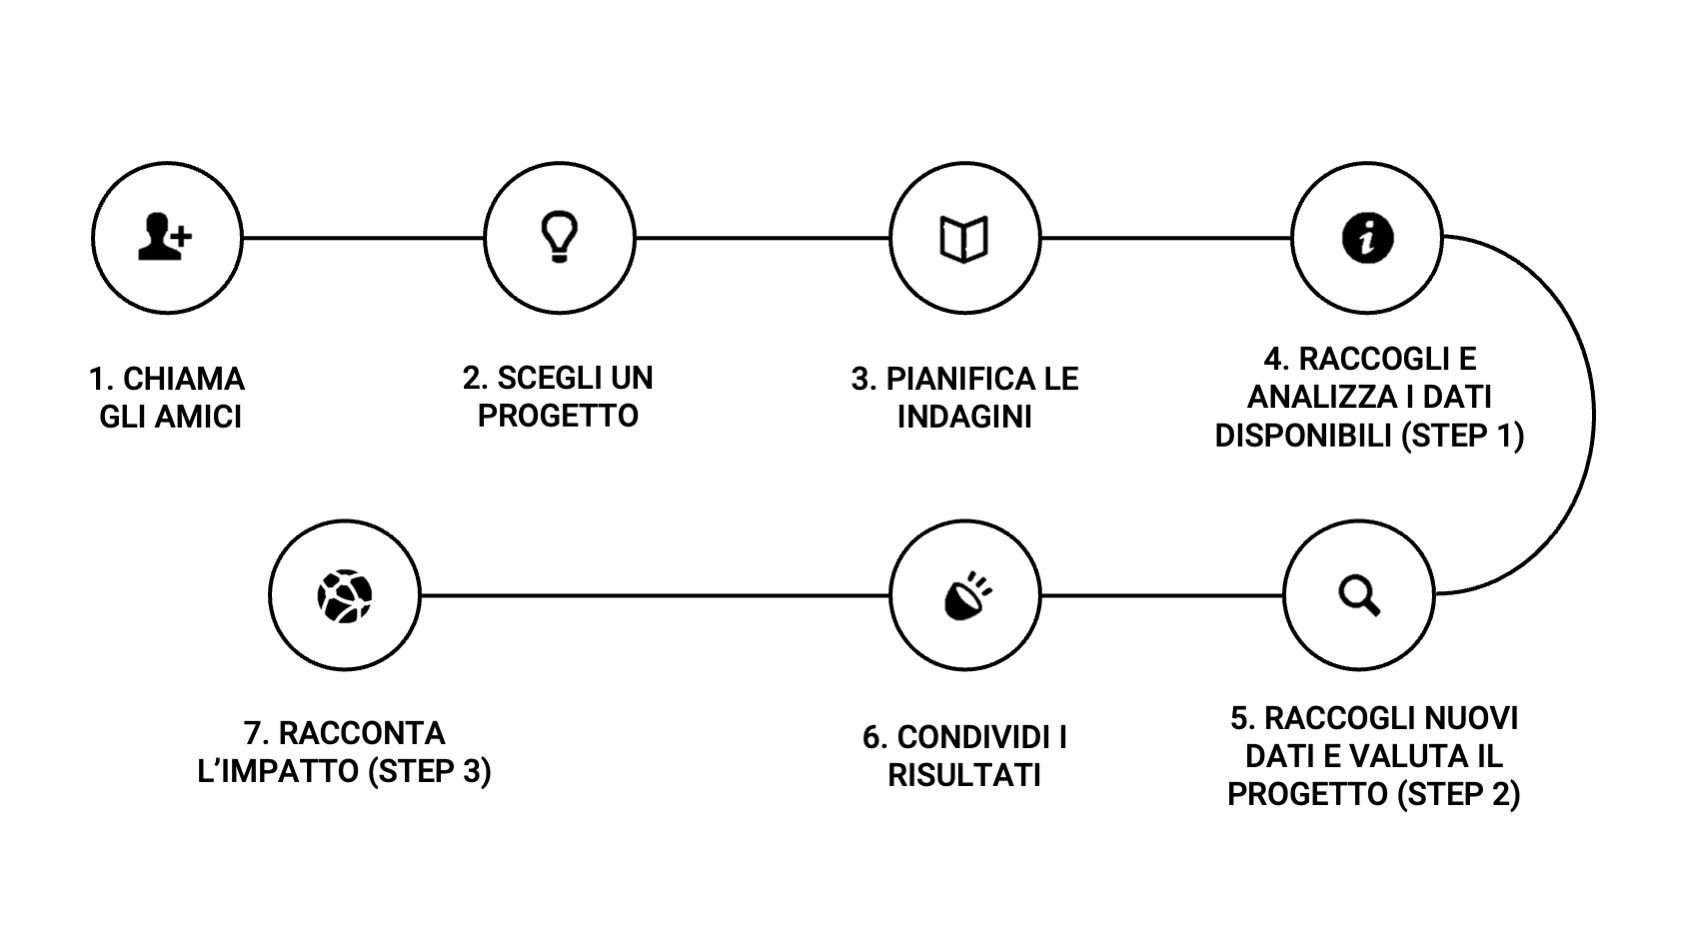 1. CHIAMA
GLI AMICI
2. SCEGLI UN
PROGETTO
3. PIANIFICA LE
INDAGINI
4. RACCOGLI E
ANALIZZA I DATI
DISPONIBILI (STEP 1)
5. RACCOGLI NUOVI
DATI E VALUTA IL
PROGETTO (STEP 2)
6. CONDIVIDI I
RISULTATI
7. RACCONTA
L’IMPATTO (STEP 3)